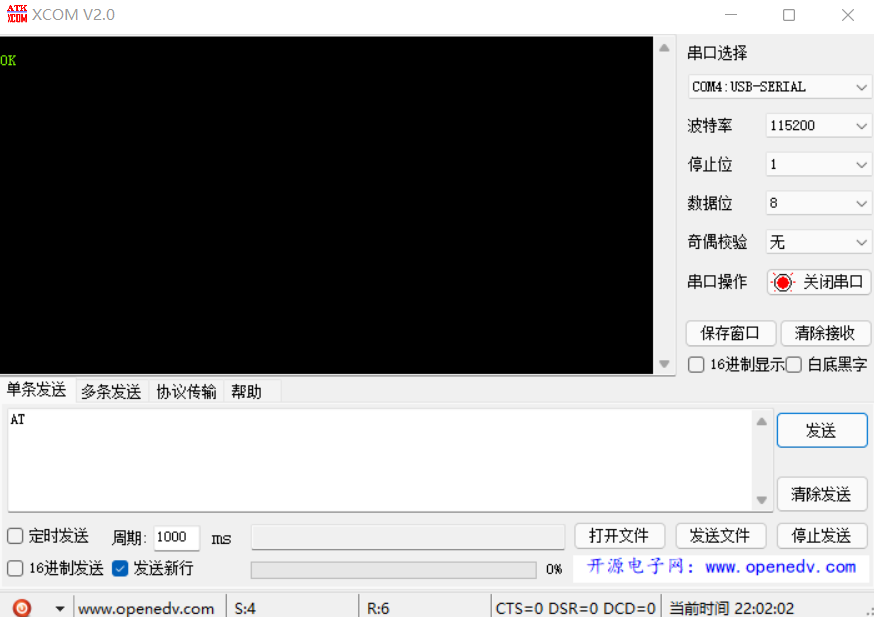 ATK XCOM XCOM V2.0
OK
串口选择
COM4:USB-SERIAL
波特率 115200
停止位 1
数据位 8
奇偶校验 无
串口操作 关闭串口
保存窗口 清除接收
16进制显示 白底黑字
单条发送 多条发送 协议传输 帮助
AT
发送
清除发送
定时发送 周期: 1000 ms 打开文件 发送文件 停止发送
16进制发送 发送新行 0% 开源电子网：www.openedv.com
www.openedv.com S:4 R:6 CTS=0 DSR=0 DCD=0 当前时间 22:02:02